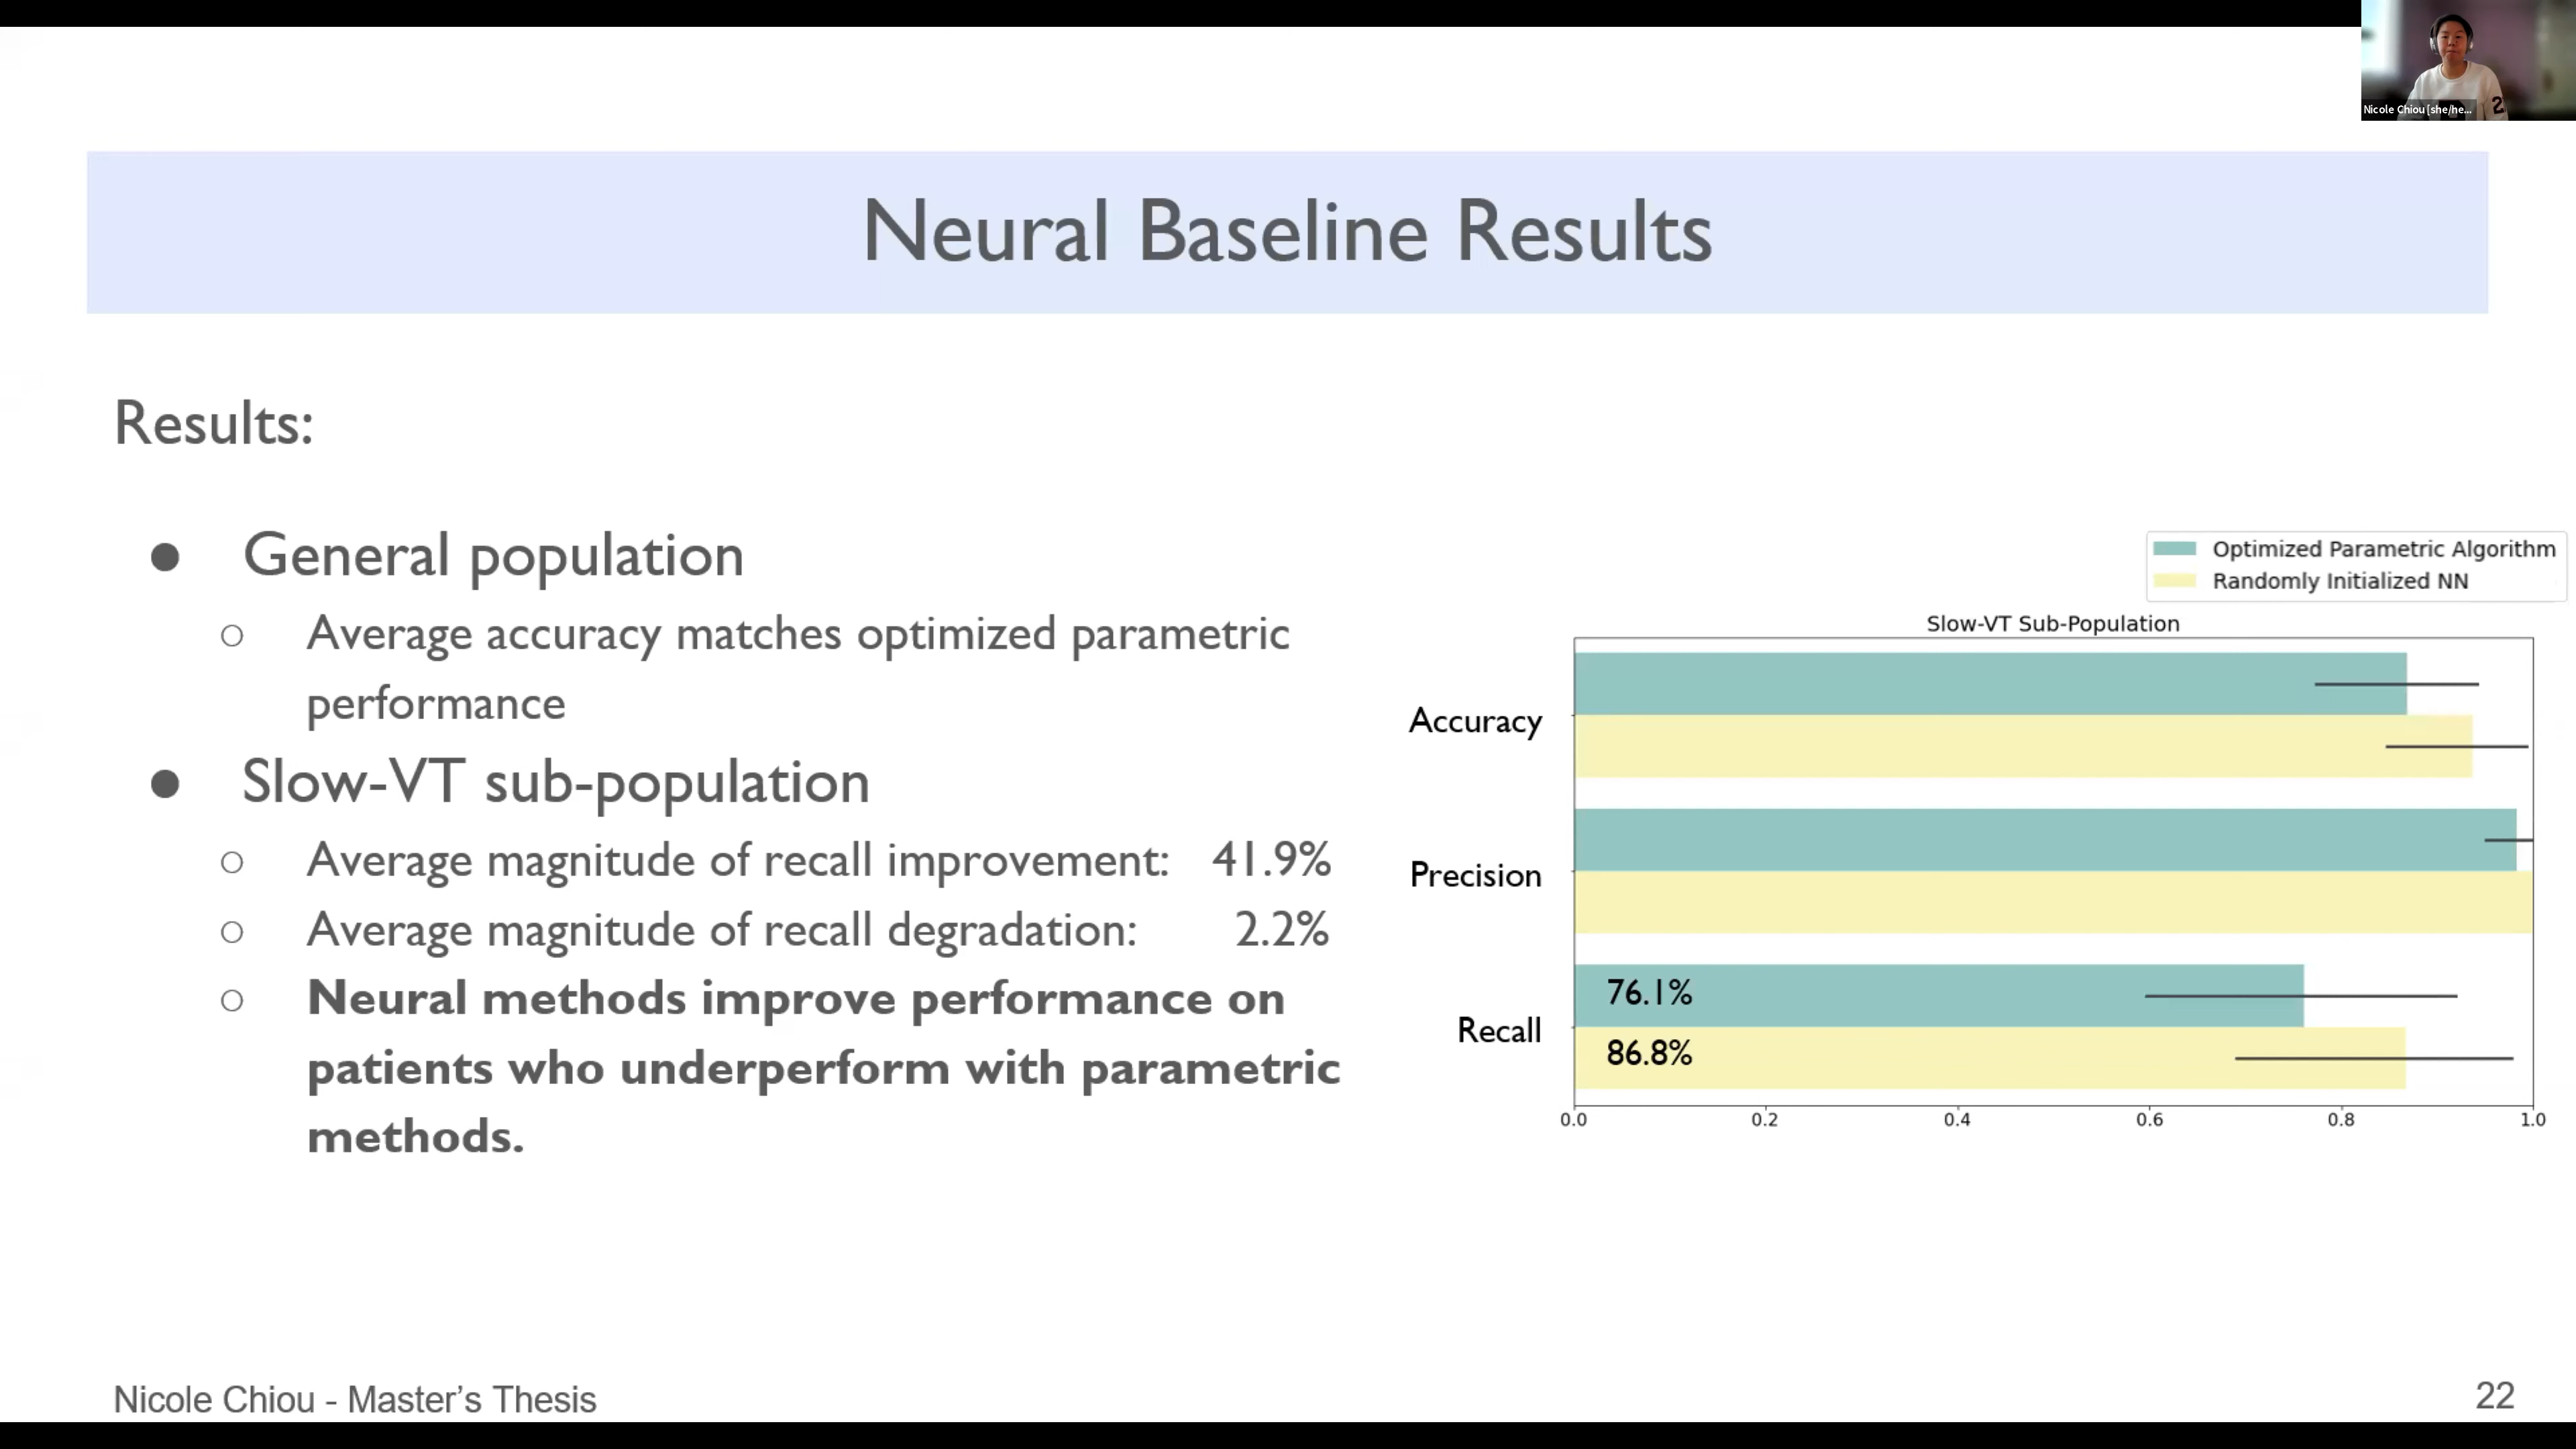 Nicole Chiou (she/he...
Neural Baseline Results
Results:
● General population
○ Average accuracy matches optimized parametric
performance
● Slow-VT sub-population
○ Average magnitude of recall improvement: 41.9%
○ Average magnitude of recall degradation: 2.2%
○ Neural methods improve performance on
patients who underperform with parametric
methods.
Optimized Parametric Algorithm
Randomly Initialized NN
Slow-VT Sub-Population
Accuracy
Precision
Recall
76.1%
86.8%
0.0 0.2 0.4 0.6 0.8 1.0
Nicole Chiou - Master's Thesis
22
2